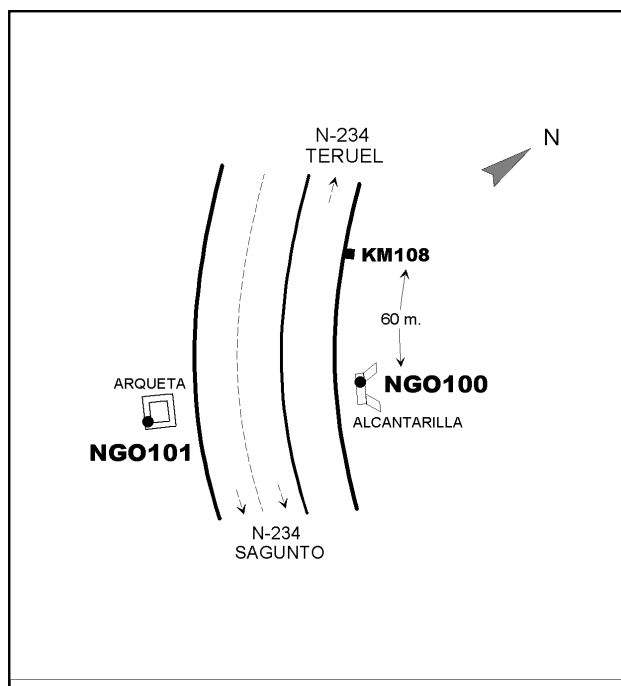 N
N-234
TERUEL
KM108
60 m.
NGO100
ARQUETA
ALCANTARILLA
NGO101
N-234
SAGUNTO